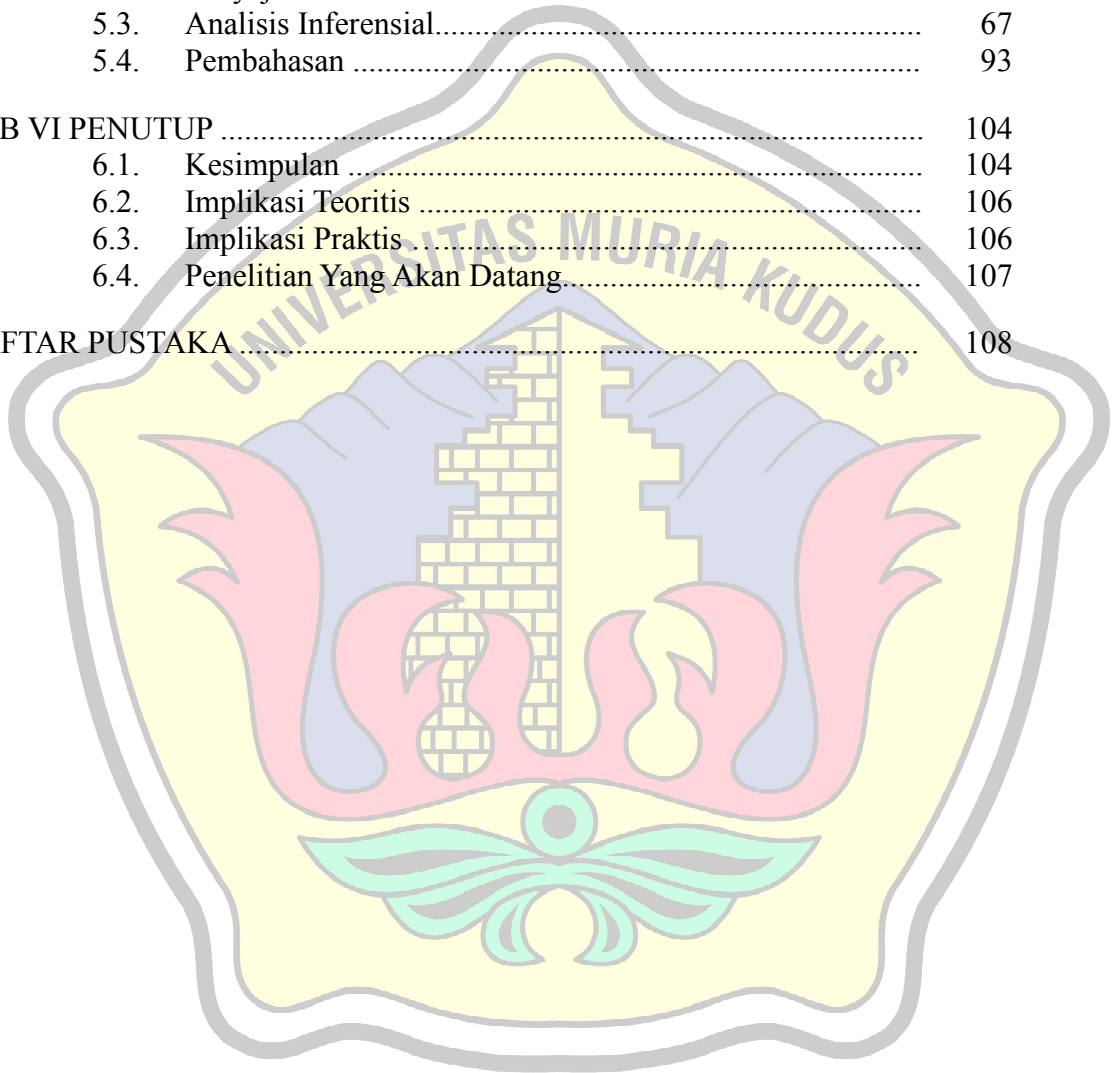 5.3. Analisis Inferensial........................................................... 67
5.4. Pembahasan ..................................................................... 93
B VI PENUTUP ..................................................................................... 104
6.1. Kesimpulan ..................................................................... 104
6.2. Implikasi Teoritis ............................................................ 106
6.3. Implikasi Praktis ............................................................. 106
6.4. Penelitian Yang Akan Datang.......................................... 107
FTAR PUSTAKA .................................................................................. 108
UNIVERSITAS MURIA KUDUS